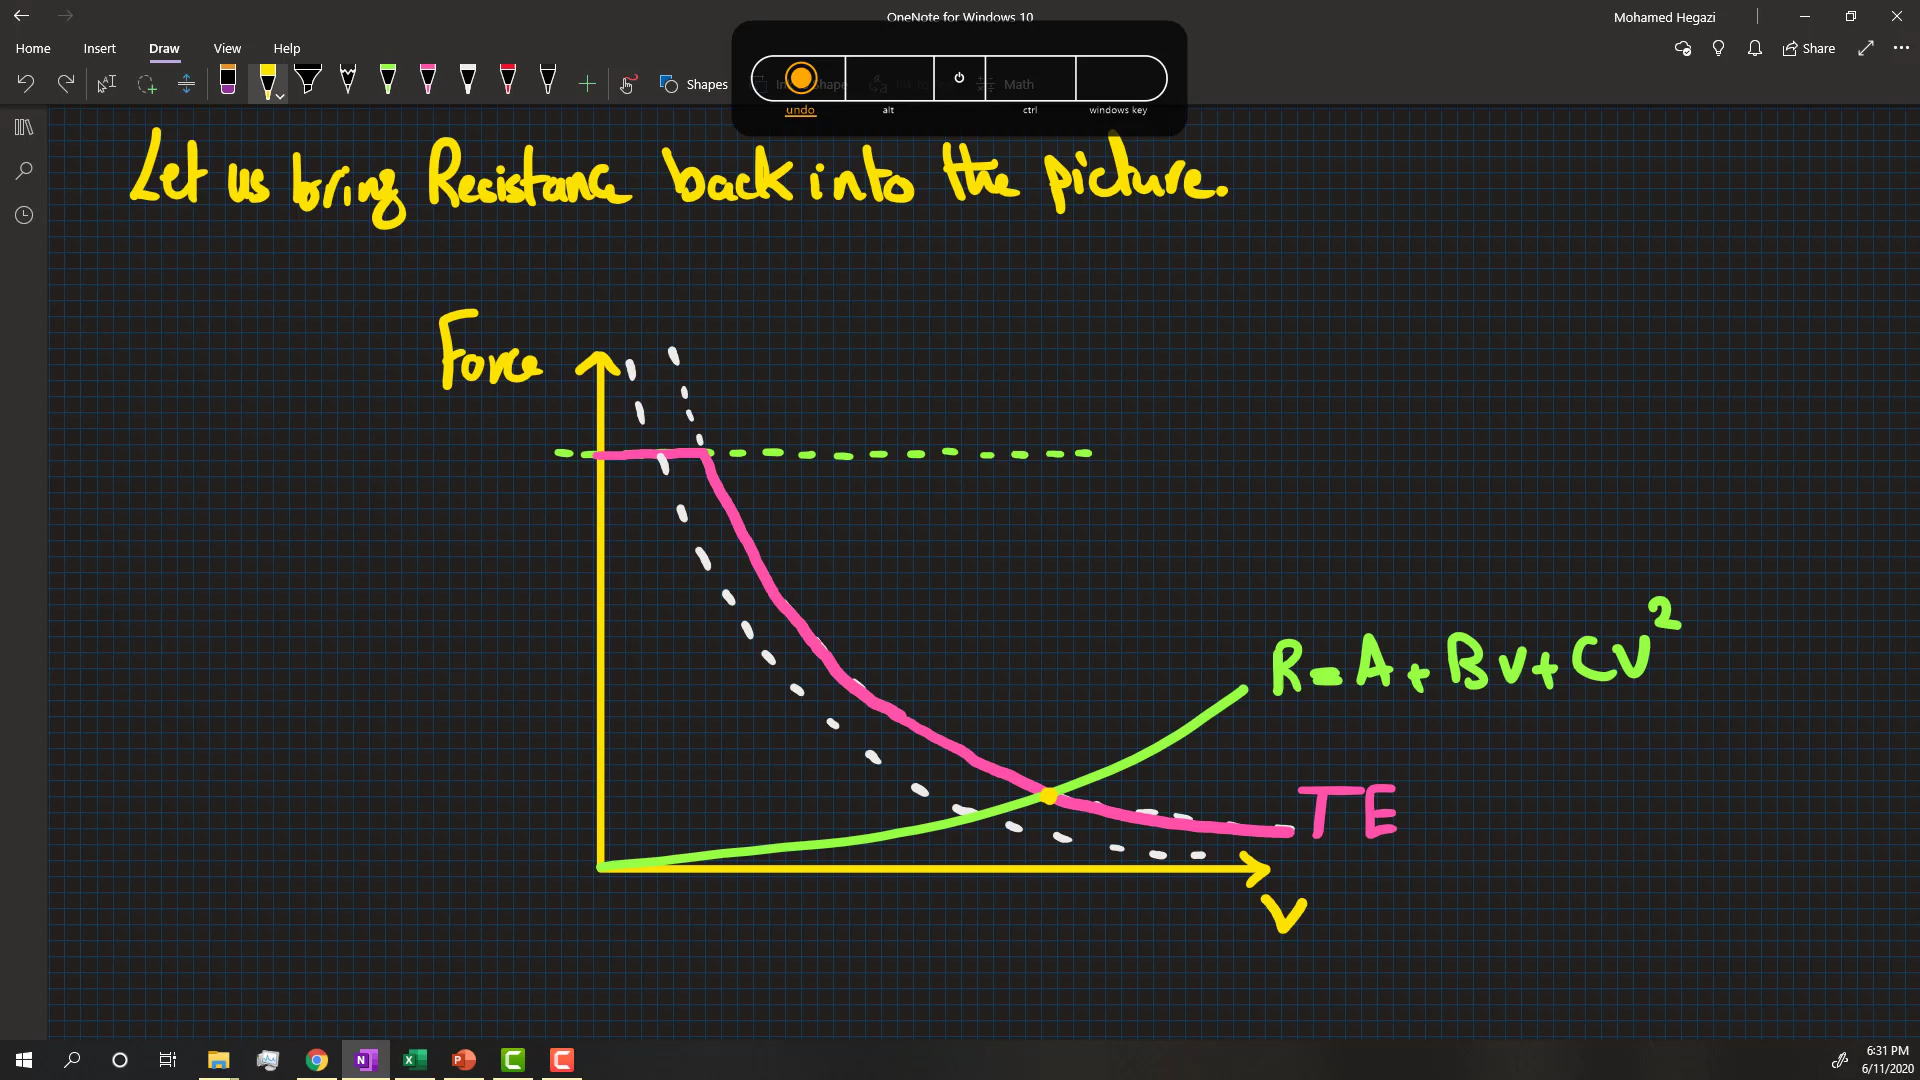 OneNote for Windows 10
Mohamed Hegazi
Home Insert Draw View Help
Share
Shapes
Math
undo alt ctrl windows key
Let us bring Resistance back into the picture.
Force
R=A+Bv+Cv²
TE
V
6:31 PM
6/11/2020